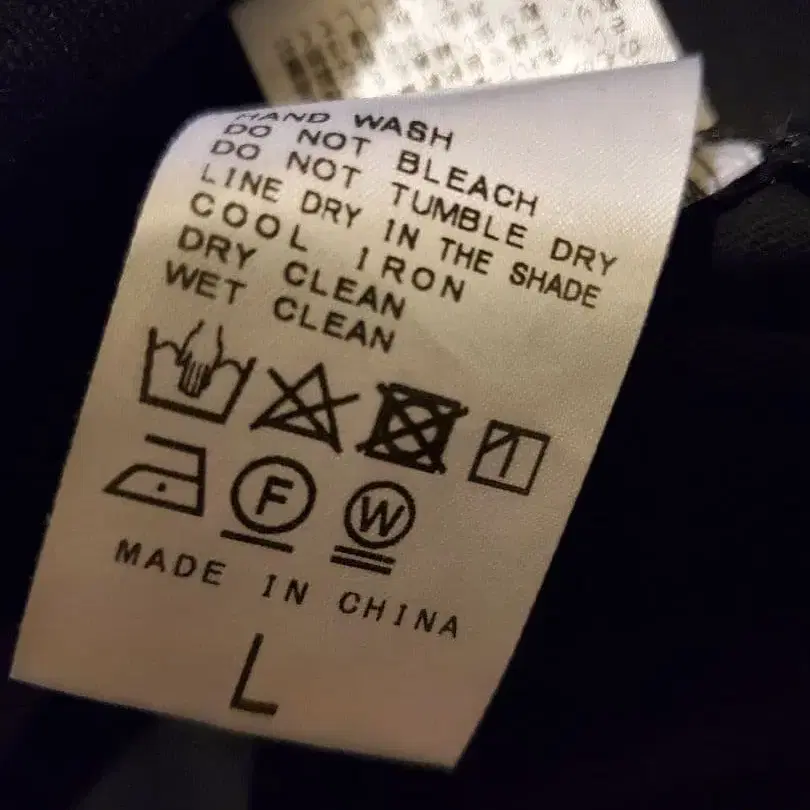 HAND WASH
DO NOT BLEACH
DO NOT TUMBLE DRY
LINE DRY IN THE SHADE
COOL IRON
DRY CLEAN
WET CLEAN
F W
MADE IN CHINA
L